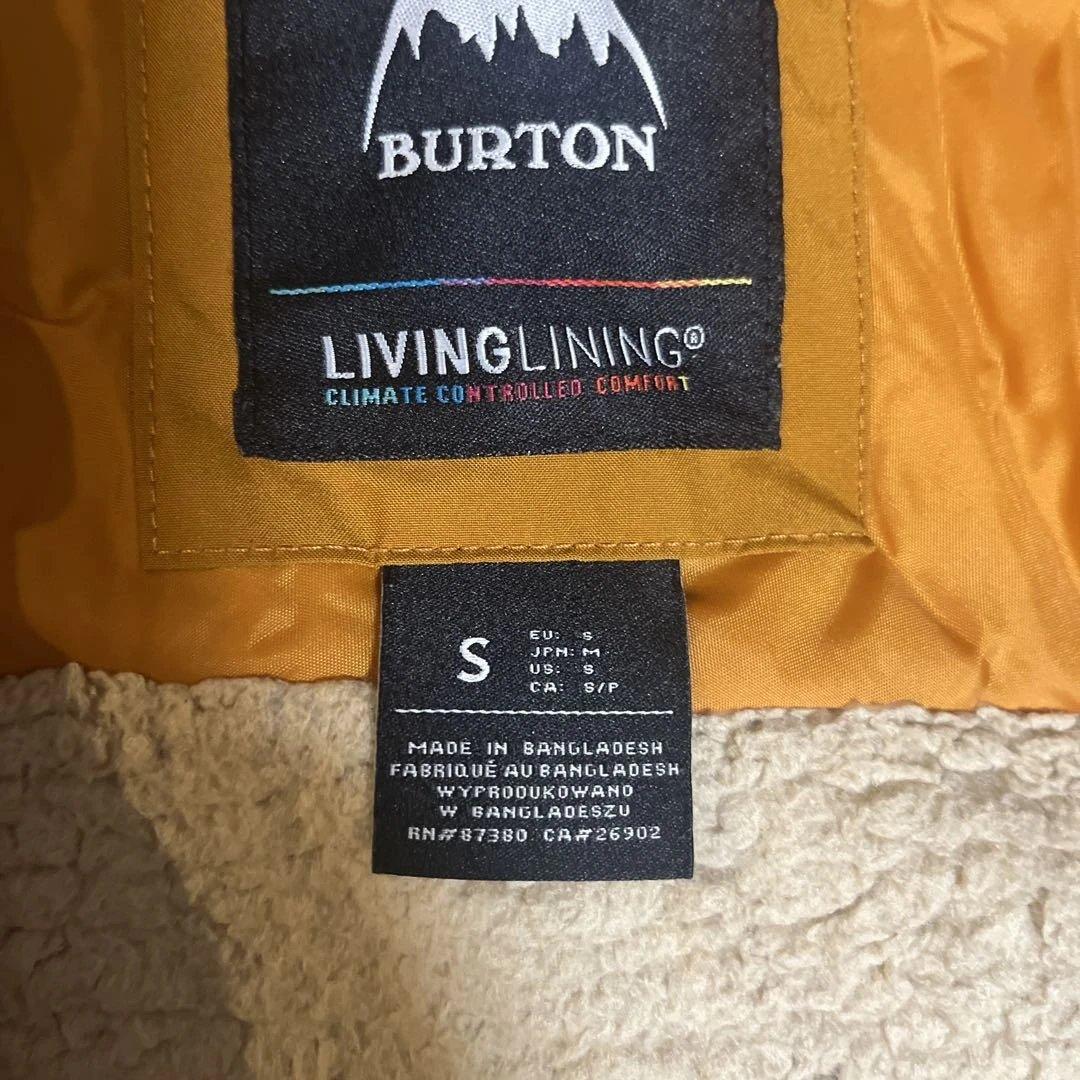 BURTON
LIVINGLINING®
CLIMATE CONTROLLED COMFORT
S
EU: S
JPN: M
US: S
CA: S/P
MADE IN BANGLADESH
FABRIQUÉ AU BANGLADESH
WYPRODUKOWANO
W BANGLADESZU
RN#87380 CA#26902